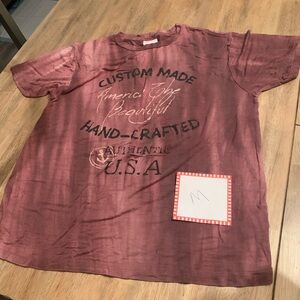 CUSTOM MADE
America the
Beautiful
HAND-CRAFTED
AUTHENTIC
U.S.A
M